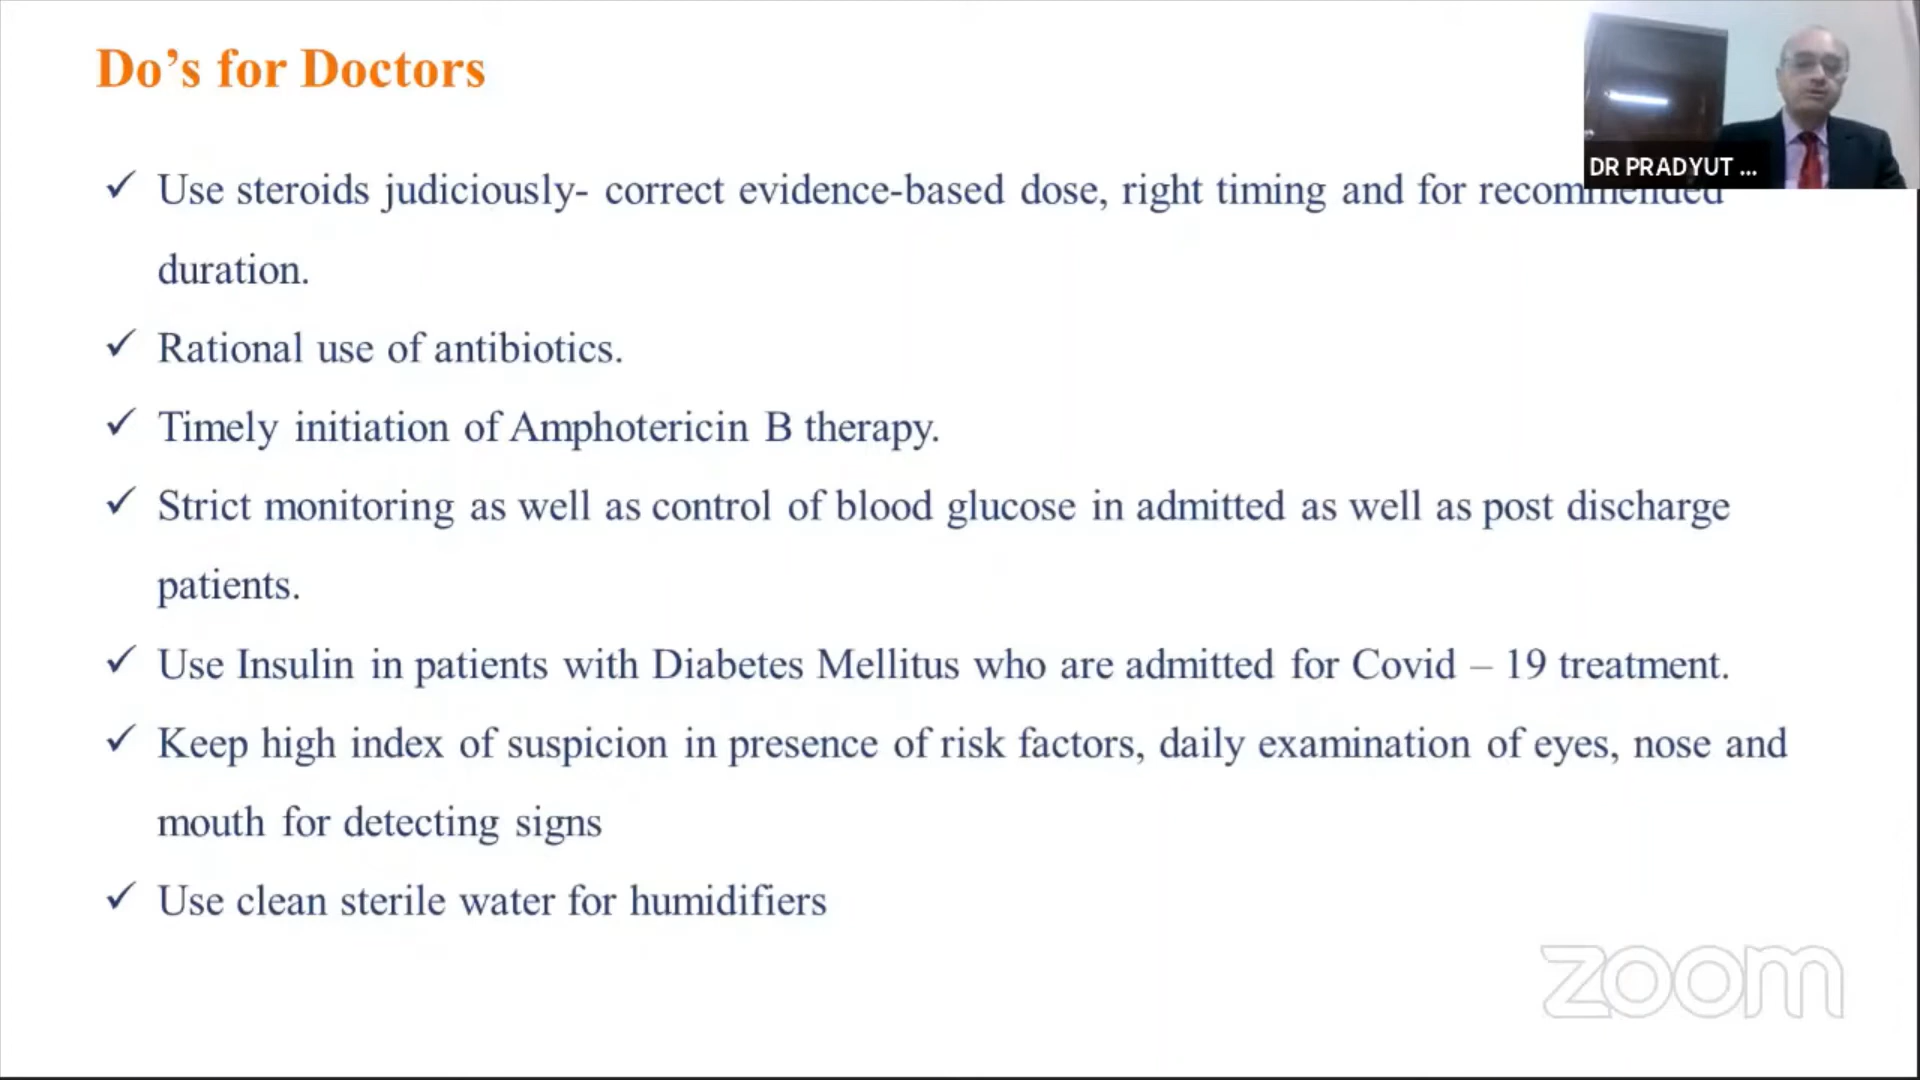 Do's for Doctors
DR PRADYUT ...
✓ Use steroids judiciously- correct evidence-based dose, right timing and for recommended
duration.
✓ Rational use of antibiotics.
✓ Timely initiation of Amphotericin B therapy.
✓ Strict monitoring as well as control of blood glucose in admitted as well as post discharge
patients.
✓ Use Insulin in patients with Diabetes Mellitus who are admitted for Covid – 19 treatment.
✓ Keep high index of suspicion in presence of risk factors, daily examination of eyes, nose and
mouth for detecting signs
✓ Use clean sterile water for humidifiers
zoom